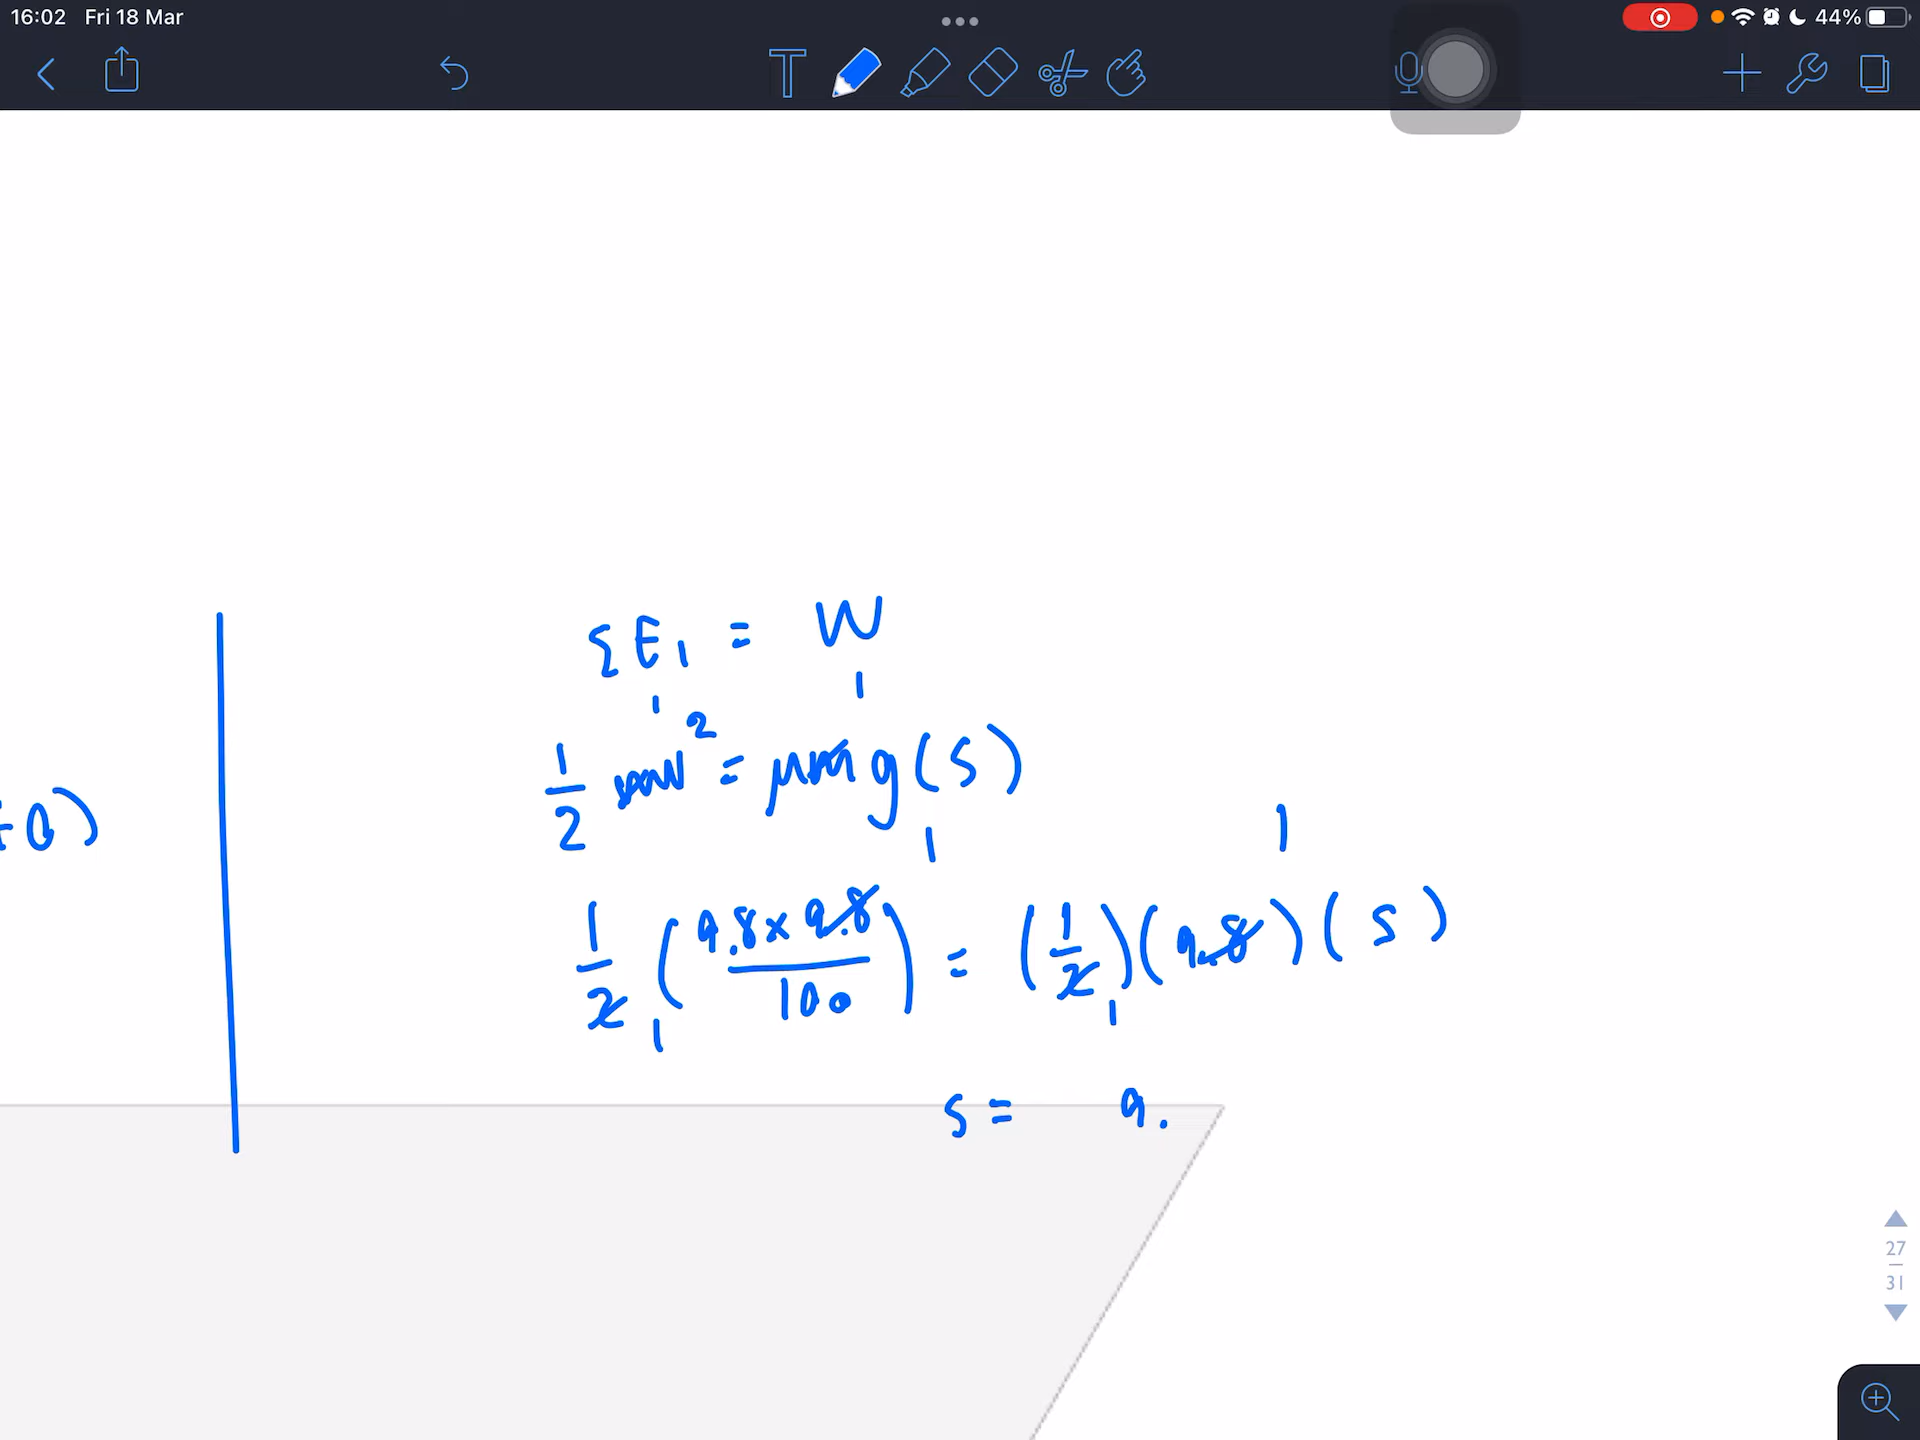 16:02 Fri 18 Mar
44%
T
ΣE₁ = W
½ mv² = μmg(s)
+0)
1/2 (9.8 x 9.8 / 100) = (1/2)(9.8)(s)
s = 9.
27
31